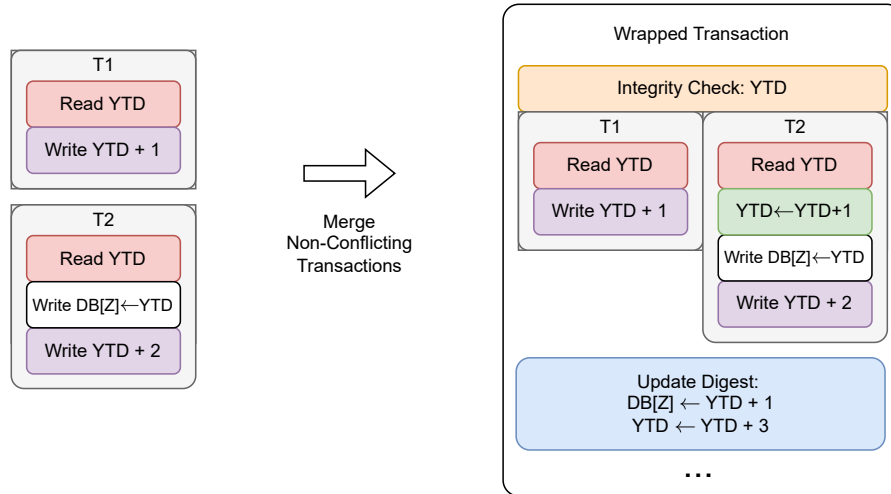 T1
Read YTD
Write YTD + 1
T2
Read YTD
Write DB[Z]←YTD
Write YTD + 2
Merge
Non-Conflicting
Transactions
Wrapped Transaction
Integrity Check: YTD
T1
Read YTD
Write YTD + 1
T2
Read YTD
YTD←YTD+1
Write DB[Z]←YTD
Write YTD + 2
Update Digest:
DB[Z] ← YTD + 1
YTD ← YTD + 3
...